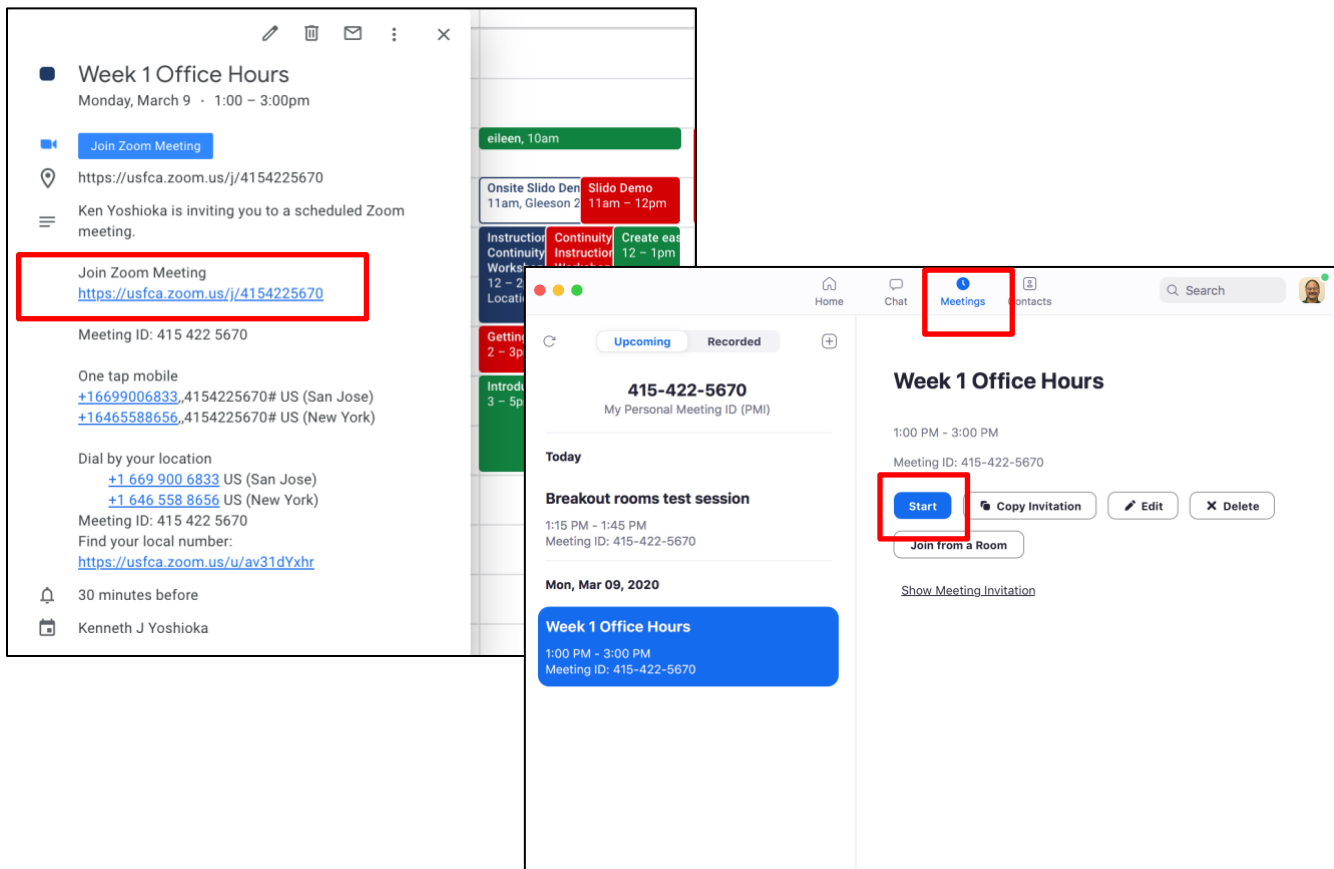 Week 1 Office Hours
Monday, March 9 · 1:00 – 3:00pm
Join Zoom Meeting
https://usfca.zoom.us/j/4154225670
Ken Yoshioka is inviting you to a scheduled Zoom
meeting.
Join Zoom Meeting
https://usfca.zoom.us/j/4154225670
Meeting ID: 415 422 5670
One tap mobile
+16699006833,,4154225670# US (San Jose)
+16465588656,,4154225670# US (New York)
Dial by your location
+1 669 900 6833 US (San Jose)
+1 646 558 8656 US (New York)
Meeting ID: 415 422 5670
Find your local number:
https://usfca.zoom.us/u/av31dYxhr
30 minutes before
Kenneth J Yoshioka
eileen, 10am
Onsite Slido Den
11am, Gleeson 2
Slido Demo
11am – 12pm
Instruction
Continuity
Works
12 – 2
Locati
Continuity
Instruction
Create eas
12 – 1pm
Getting
2 – 3p
Introdu
3 – 5p
Home
Chat
Meetings
Contacts
Search
Upcoming
Recorded
415-422-5670
My Personal Meeting ID (PMI)
Today
Breakout rooms test session
1:15 PM - 1:45 PM
Meeting ID: 415-422-5670
Mon, Mar 09, 2020
Week 1 Office Hours
1:00 PM - 3:00 PM
Meeting ID: 415-422-5670
Week 1 Office Hours
1:00 PM - 3:00 PM
Meeting ID: 415-422-5670
Start
Copy Invitation
Edit
Delete
Join from a Room
Show Meeting Invitation